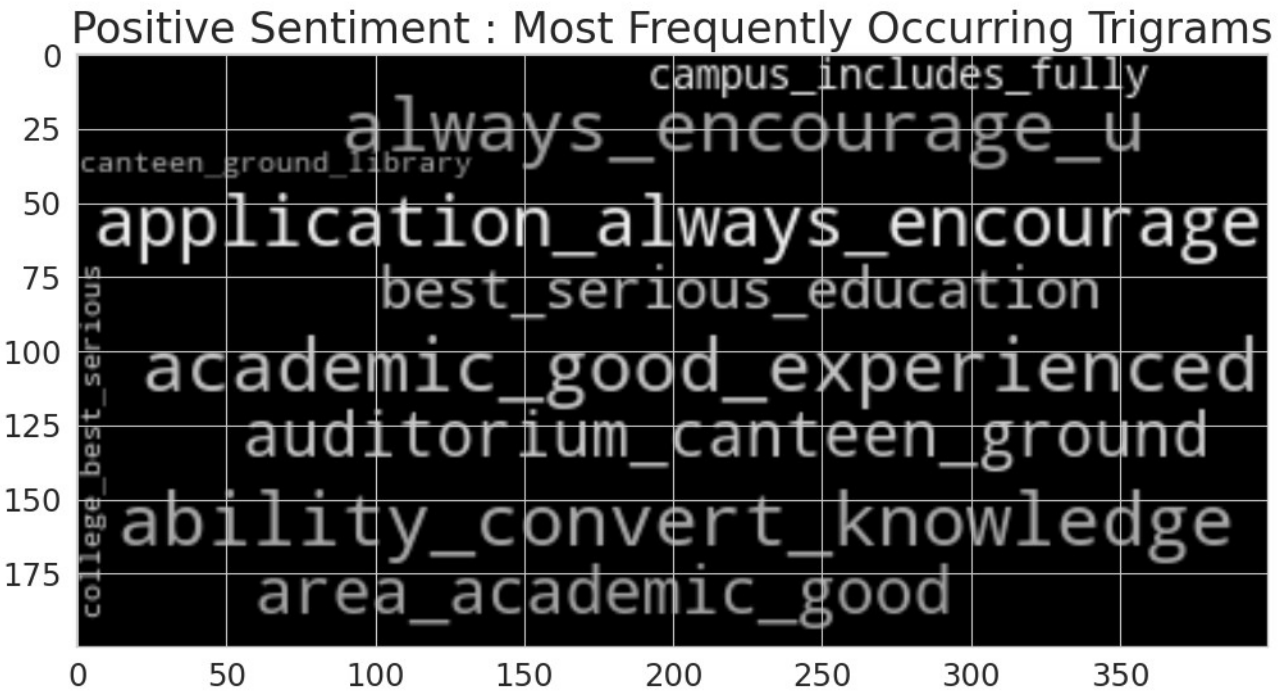 Positive Sentiment : Most Frequently Occurring Trigrams
0
campus_includes_fully
25
always_encourage_u
canteen_ground_library
50
application_always_encourage
75
best_serious_education
college_best_serious
100
academic_good_experienced
125
auditorium_canteen_ground
150
ability_convert_knowledge
175
area_academic_good
0 50 100 150 200 250 300 350